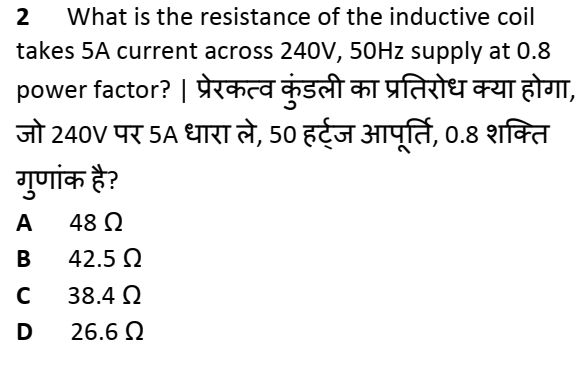 2 What is the resistance of the inductive coil
takes 5A current across 240V, 50Hz supply at 0.8
power factor? | प्रेरकत्व कुंडली का प्रतिरोध क्या होगा,
जो 240V पर 5A धारा ले, 50 हर्ट्ज आपूर्ति, 0.8 शक्ति
गुणांक है?
A 48 Ω
B 42.5 Ω
C 38.4 Ω
D 26.6 Ω